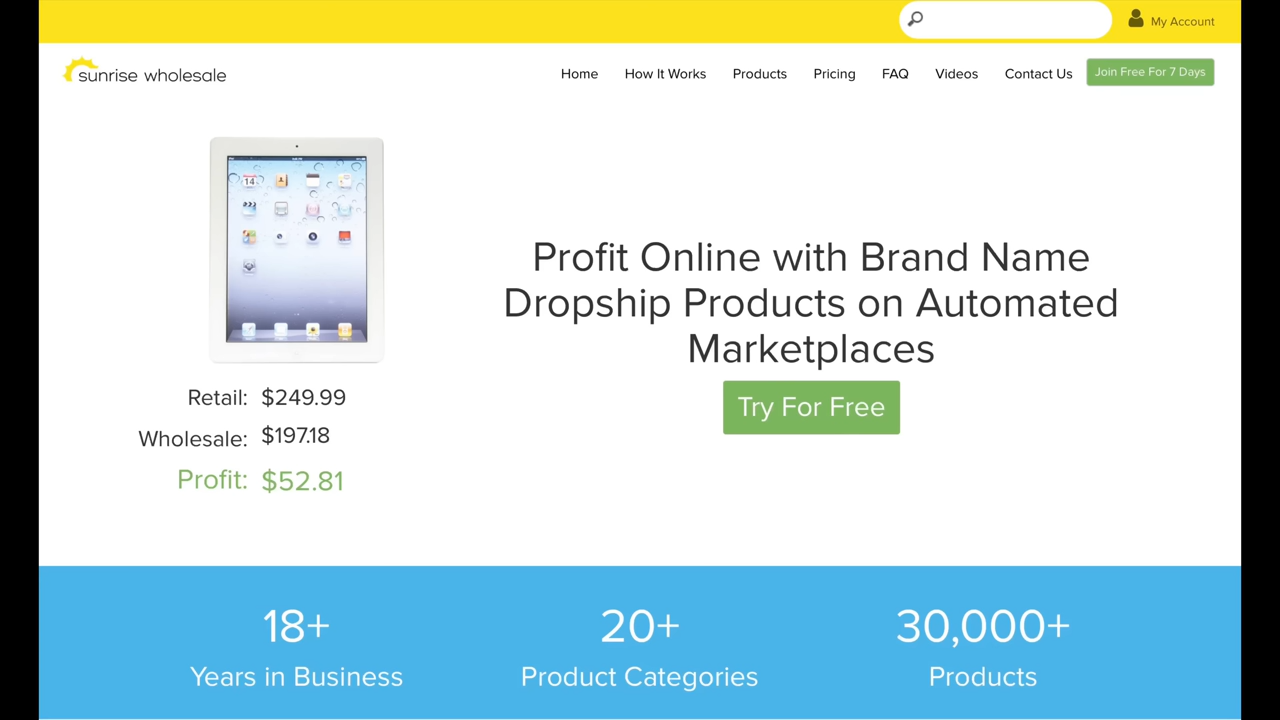 My Account
sunrise wholesale
Home How It Works Products Pricing FAQ Videos Contact Us Join Free For 7 Days
14
Profit Online with Brand Name
Dropship Products on Automated
Marketplaces
Try For Free
Retail: $249.99
Wholesale: $197.18
Profit: $52.81
18+
Years in Business
20+
Product Categories
30,000+
Products